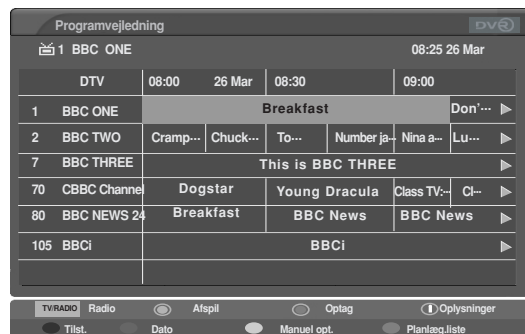 Programvejledning DVR
1 BBC ONE 08:25 26 Mar
DTV 08:00 26 Mar 08:30 09:00
1 BBC ONE Breakfast Don'...
2 BBC TWO Cramp... Chuck... To... Number ja... Nina a... Lu...
7 BBC THREE This is BBC THREE
70 CBBC Channel Dogstar Young Dracula Class TV:... Cl...
80 BBC NEWS 24 Breakfast BBC News BBC News
105 BBCi BBCi
TV/RADIO Radio Afspil Optag Oplysninger
Tilst. Dato Manuel opt. Planlæg.liste